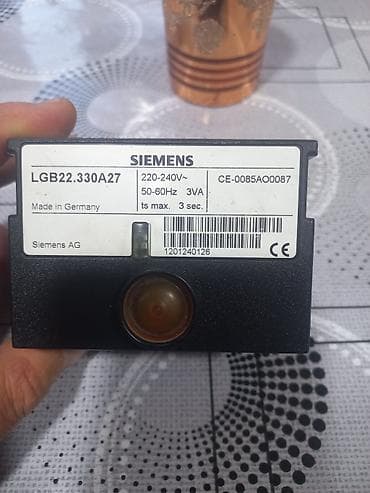 SIEMENS
LGB22.330A27
220-240V~
50-60Hz 3VA
ts max. 3 sec.
CE-0085AO0087
Made in Germany
Siemens AG
1201240126
CE